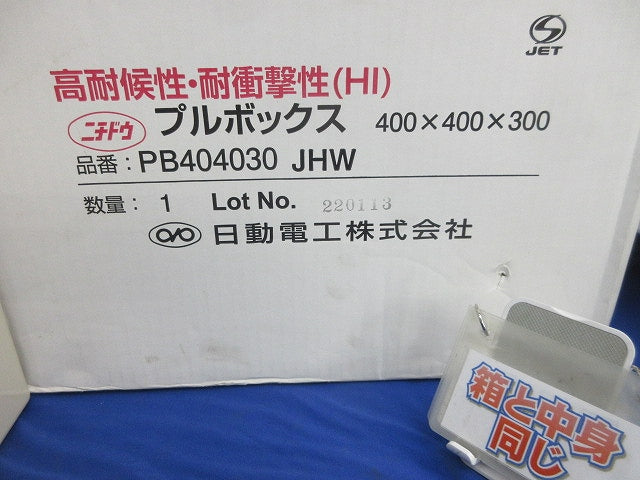 JET
高耐候性・耐衝撃性(HI)
ニチドウ プルボックス 400×400×300
品番：PB404030 JHW
数量： 1 Lot No. 220113
日動電工株式会社
箱と中身
同じ